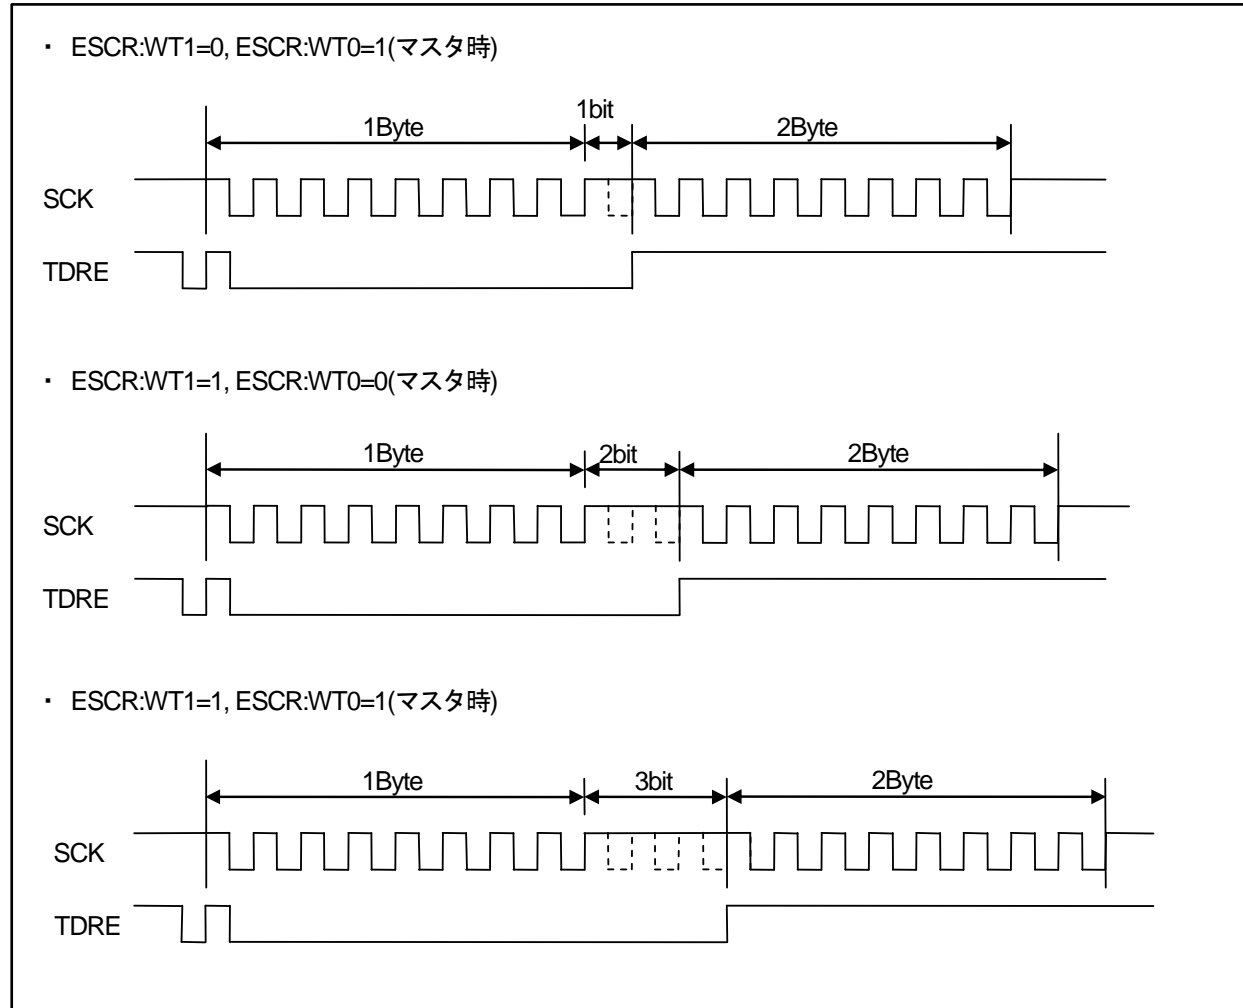 ・ ESCR:WT1=0, ESCR:WT0=1(マスタ時)
1Byte 1bit 2Byte
SCK
TDRE
・ ESCR:WT1=1, ESCR:WT0=0(マスタ時)
1Byte 2bit 2Byte
SCK
TDRE
・ ESCR:WT1=1, ESCR:WT0=1(マスタ時)
1Byte 3bit 2Byte
SCK
TDRE